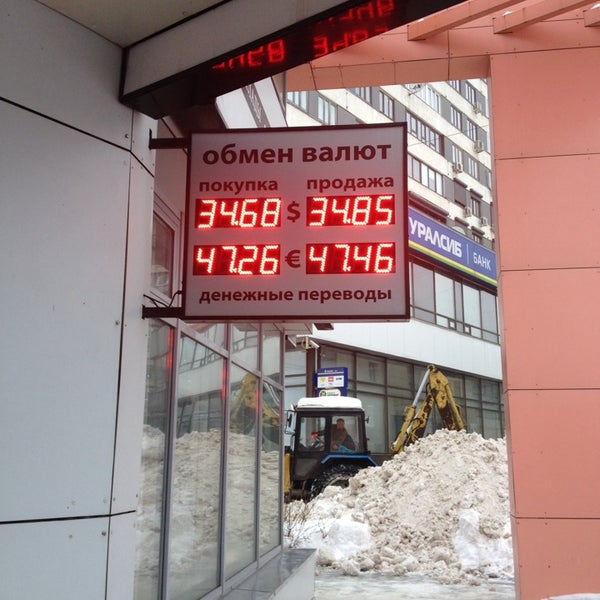 обмен валют
покупка продажа
34.68 $ 34.85
47.26 € 47.46
денежные переводы
УРАЛСИБ БАНК